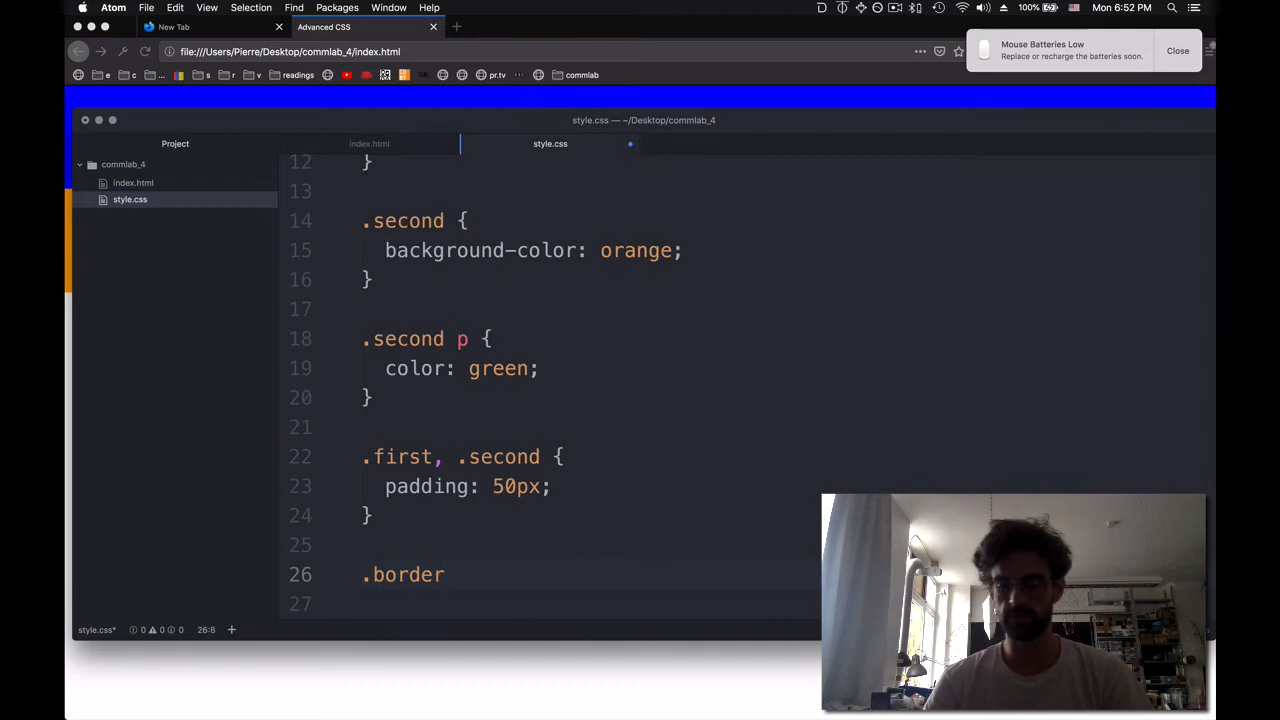 Atom File Edit View Selection Find Packages Window Help 100% Mon 6:52 PM
New Tab Advanced CSS
file:///Users/Pierre/Desktop/commlab_4/index.html
Mouse Batteries Low
Replace or recharge the batteries soon.
Close
e c ... s r v readings pr.tv commlab
style.css — ~/Desktop/commlab_4
Project index.html style.css
commlab_4
index.html
style.css
12 }
13
14 .second {
15 background-color: orange;
16 }
17
18 .second p {
19 color: green;
20 }
21
22 .first, .second {
23 padding: 50px;
24 }
25
26 .border
27
style.css* 0 0 0 26:8